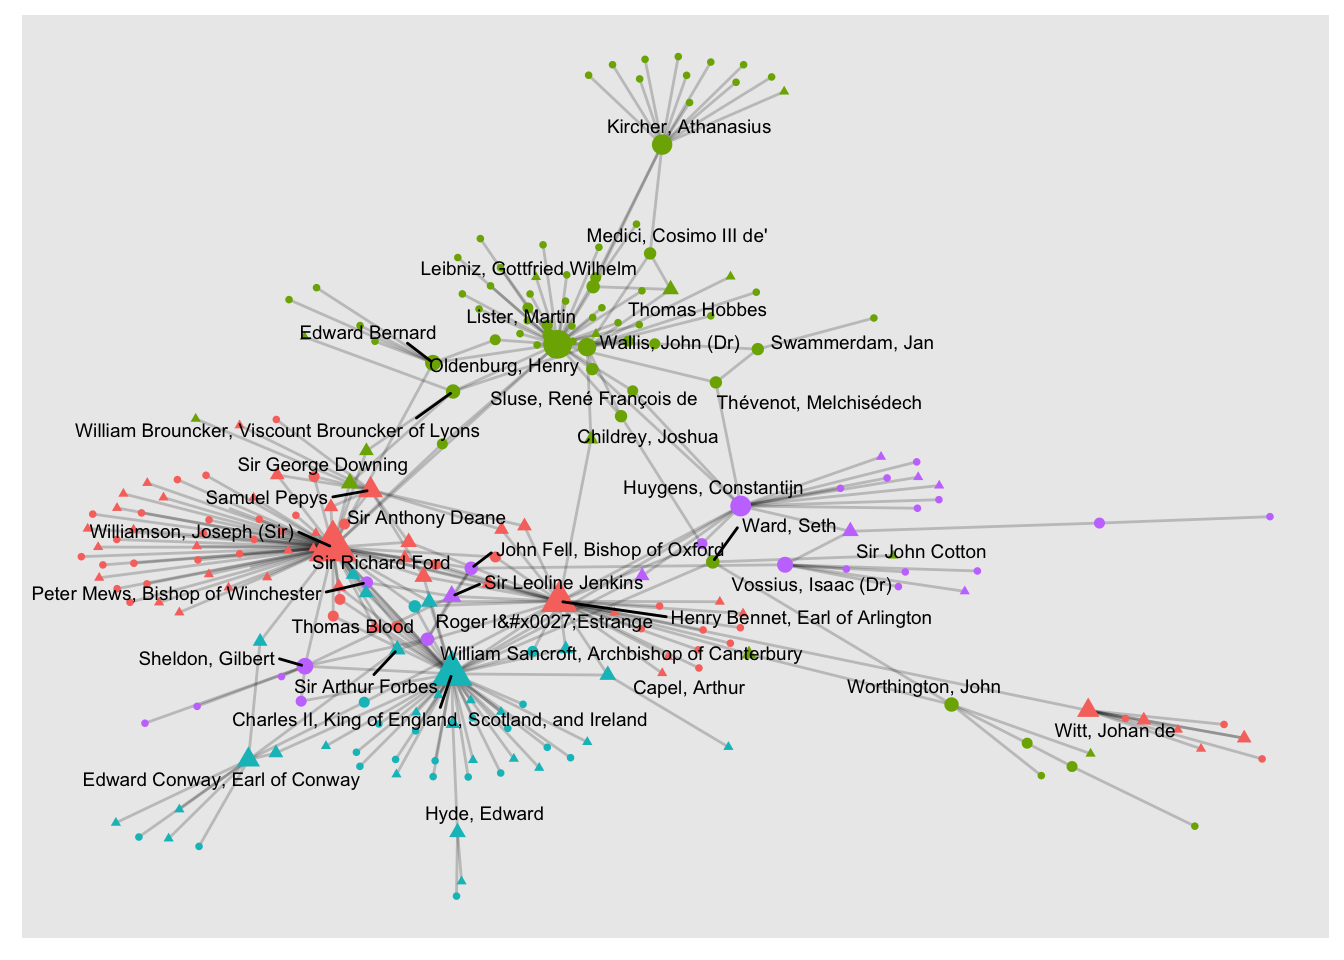 Kircher, Athanasius
Medici, Cosimo III de'
Leibniz, Gottfried Wilhelm
Thomas Hobbes
Lister, Martin
Edward Bernard
Wallis, John (Dr)
Swammerdam, Jan
Oldenburg, Henry
Sluse, René François de
Thévenot, Melchisédech
William Brouncker, Viscount Brouncker of Lyons
Childrey, Joshua
Sir George Downing
Huygens, Constantijn
Samuel Pepys
Sir Anthony Deane
Ward, Seth
Williamson, Joseph (Sir)
John Fell, Bishop of Oxford
Sir John Cotton
Sir Richard Ford
Sir Leoline Jenkins
Vossius, Isaac (Dr)
Peter Mews, Bishop of Winchester
Henry Bennet, Earl of Arlington
Thomas Blood
Roger l&#x0027;Estrange
Sheldon, Gilbert
William Sancroft, Archbishop of Canterbury
Sir Arthur Forbes
Capel, Arthur
Worthington, John
Charles II, King of England, Scotland, and Ireland
Witt, Johan de
Edward Conway, Earl of Conway
Hyde, Edward